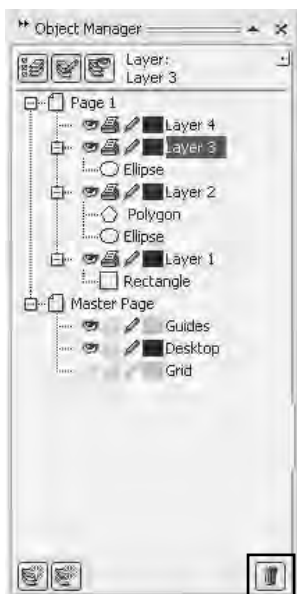 Object Manager
Layer:
Layer 3
Page 1
Layer 4
Layer 3
Ellipse
Layer 2
Polygon
Ellipse
Layer 1
Rectangle
Master Page
Guides
Desktop
Grid